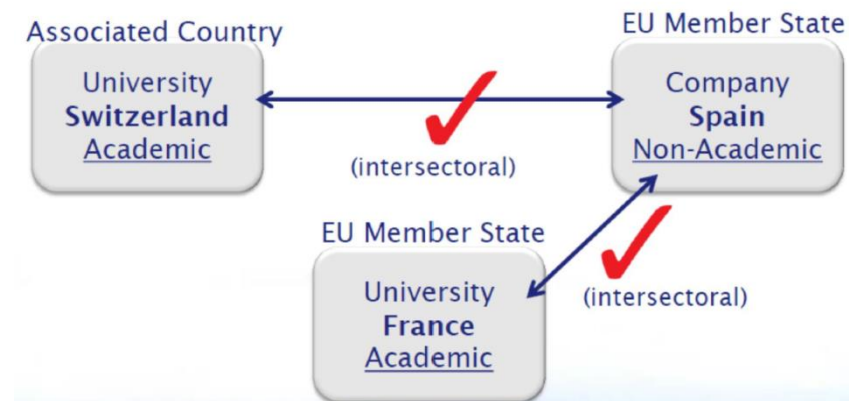 Associated Country
University
Switzerland
Academic
(intersectoral)
EU Member State
Company
Spain
Non-Academic
EU Member State
University
France
Academic
(intersectoral)